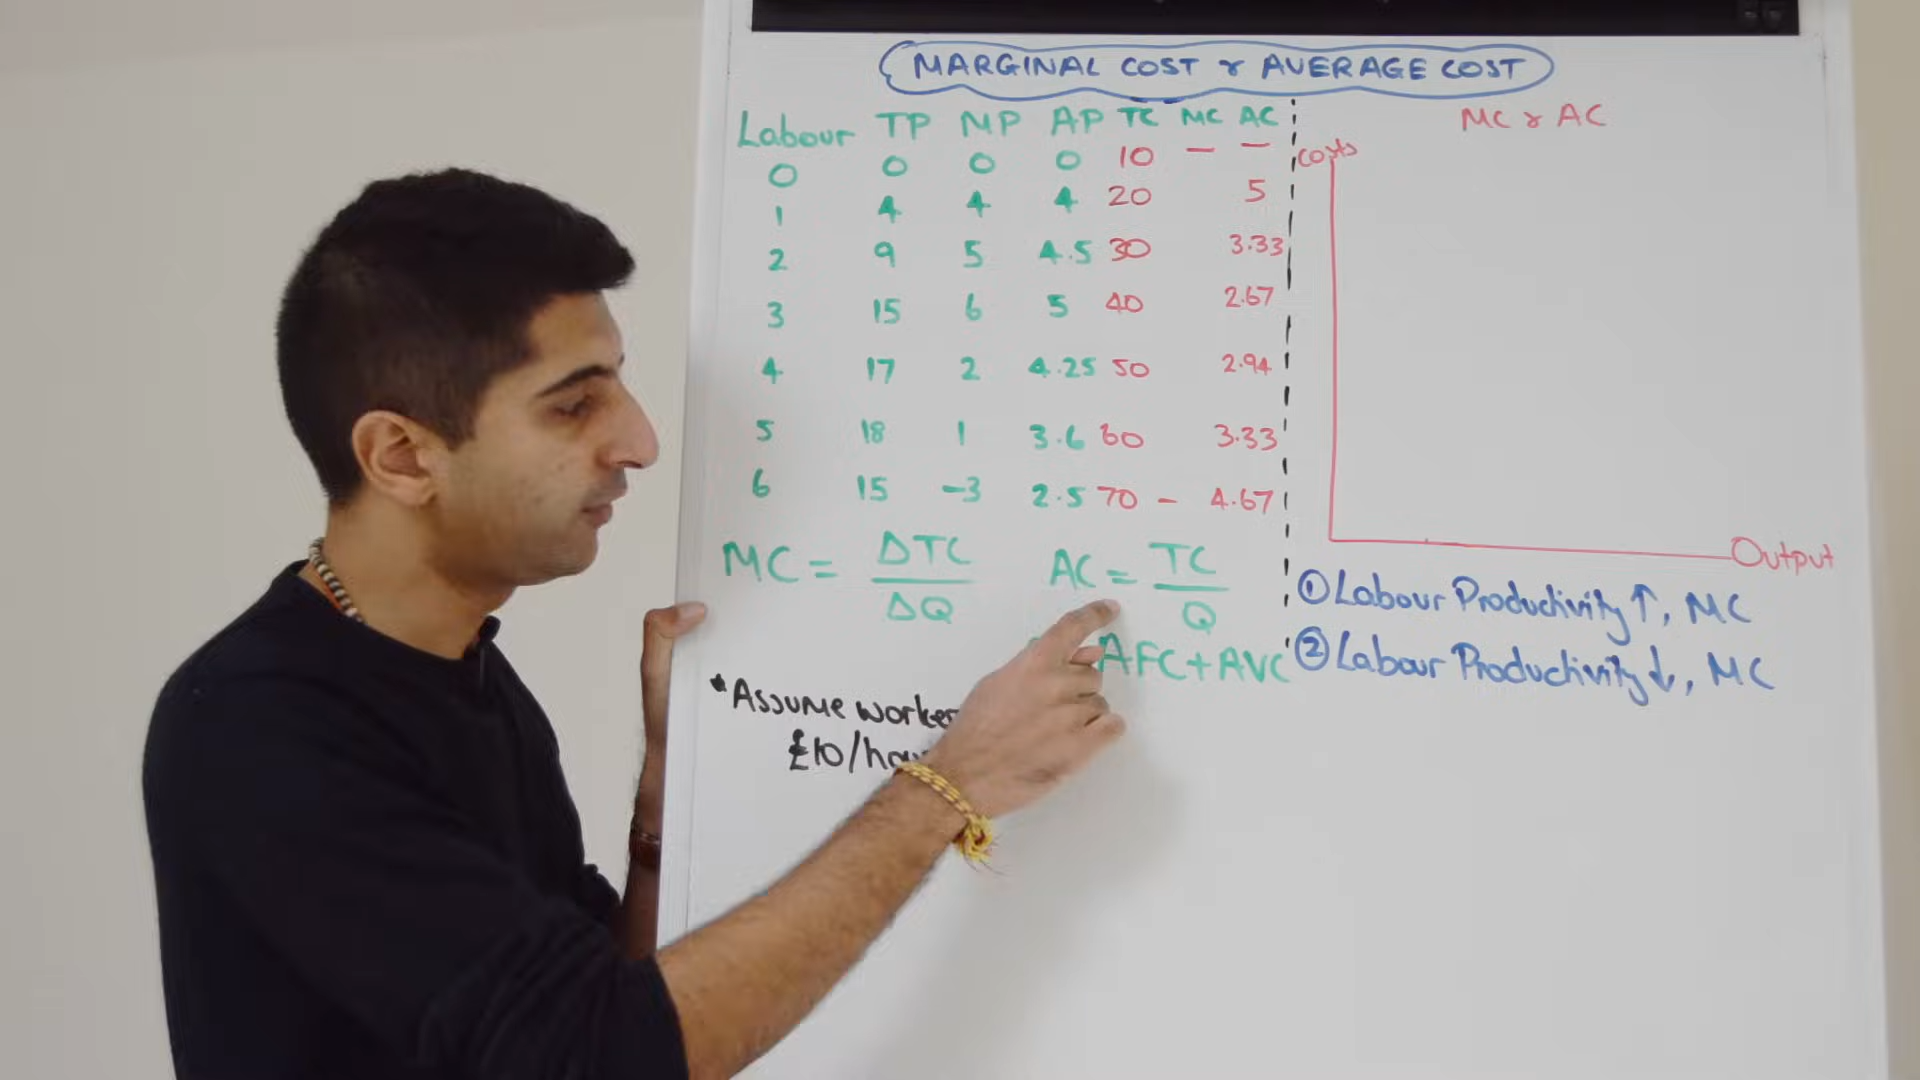 MARGINAL COST & AVERAGE COST
Labour TP MP AP TC MC AC
0 0 0 0 10 – –
1 4 4 4 20 5
2 9 5 4.5 30 3.33
3 15 6 5 40 2.67
4 17 2 4.25 50 2.94
5 18 1 3.6 60 3.33
6 15 -3 2.5 70 – 4.67
MC = ΔTC
ΔQ
AC = TC
Q
AFC + AVC
*Assume worker
£10/hou
MC & AC
Costs
Output
① Labour Productivity ↑, MC
② Labour Productivity ↓, MC